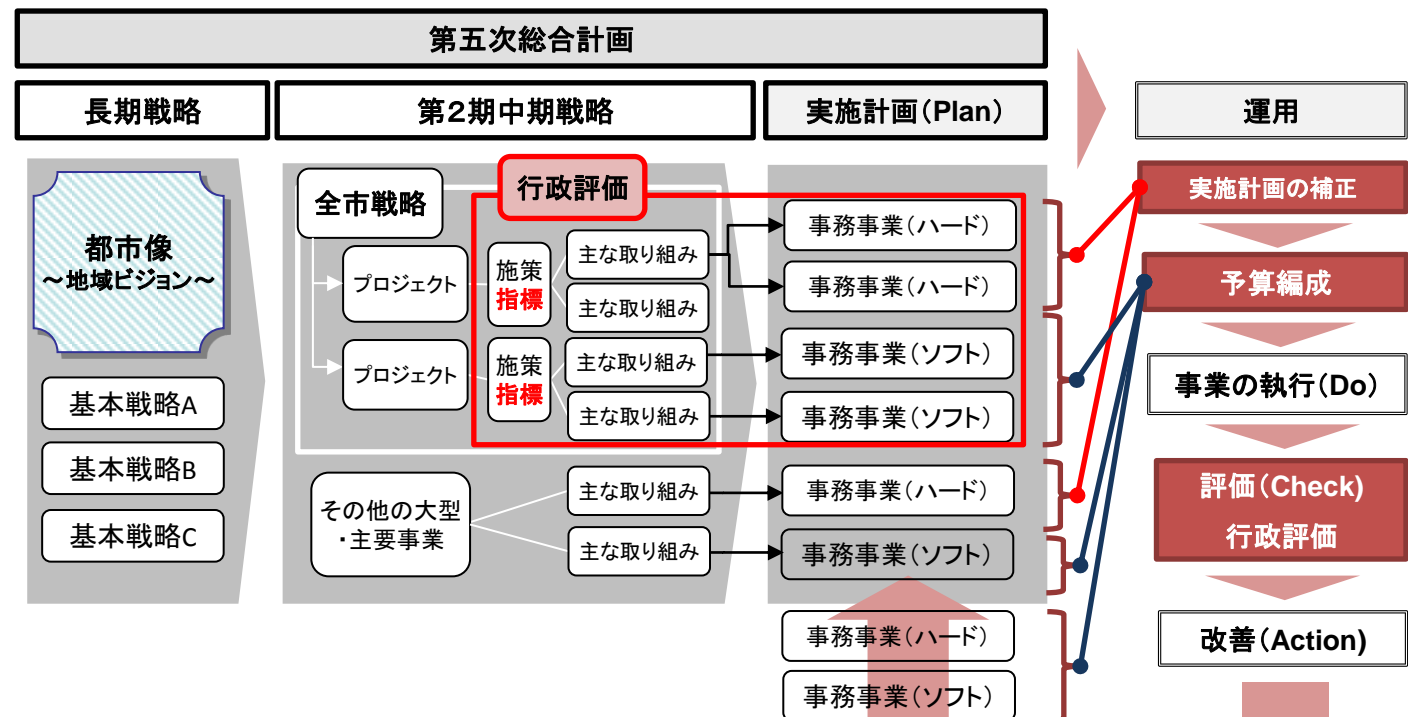 第五次総合計画
長期戦略
第２期中期戦略
実施計画（Plan）
運用
都市像
～地域ビジョン～
基本戦略A
基本戦略B
基本戦略C
全市戦略
行政評価
プロジェクト
施策
指標
主な取り組み
主な取り組み
プロジェクト
施策
指標
主な取り組み
主な取り組み
その他の大型
・主要事業
主な取り組み
主な取り組み
事務事業（ハード）
事務事業（ハード）
事務事業（ソフト）
事務事業（ソフト）
事務事業（ハード）
事務事業（ソフト）
事務事業（ハード）
事務事業（ソフト）
実施計画の補正
予算編成
事業の執行（Do）
評価（Check)
行政評価
改善（Action)